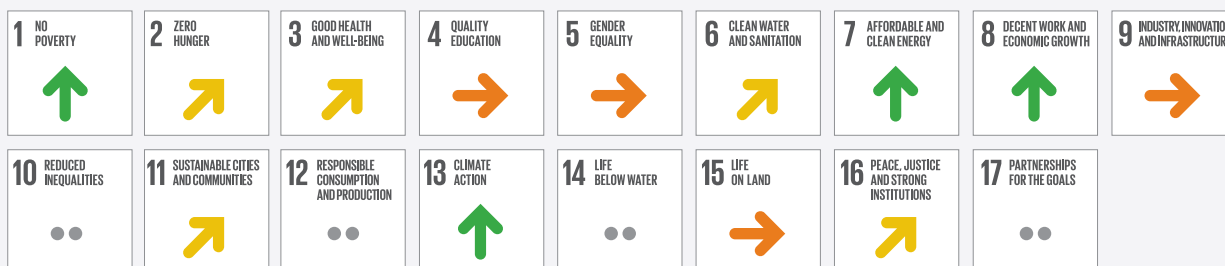 1 NO
POVERTY
2 ZERO
HUNGER
3 GOOD HEALTH
AND WELL-BEING
4 QUALITY
EDUCATION
5 GENDER
EQUALITY
6 CLEAN WATER
AND SANITATION
7 AFFORDABLE AND
CLEAN ENERGY
8 DECENT WORK AND
ECONOMIC GROWTH
9 INDUSTRY, INNOVATIO
AND INFRASTRUCTUR
10 REDUCED
INEQUALITIES
11 SUSTAINABLE CITIES
AND COMMUNITIES
12 RESPONSIBLE
CONSUMPTION
AND PRODUCTION
13 CLIMATE
ACTION
14 LIFE
BELOW WATER
15 LIFE
ON LAND
16 PEACE, JUSTICE
AND STRONG
INSTITUTIONS
17 PARTNERSHIPS
FOR THE GOALS